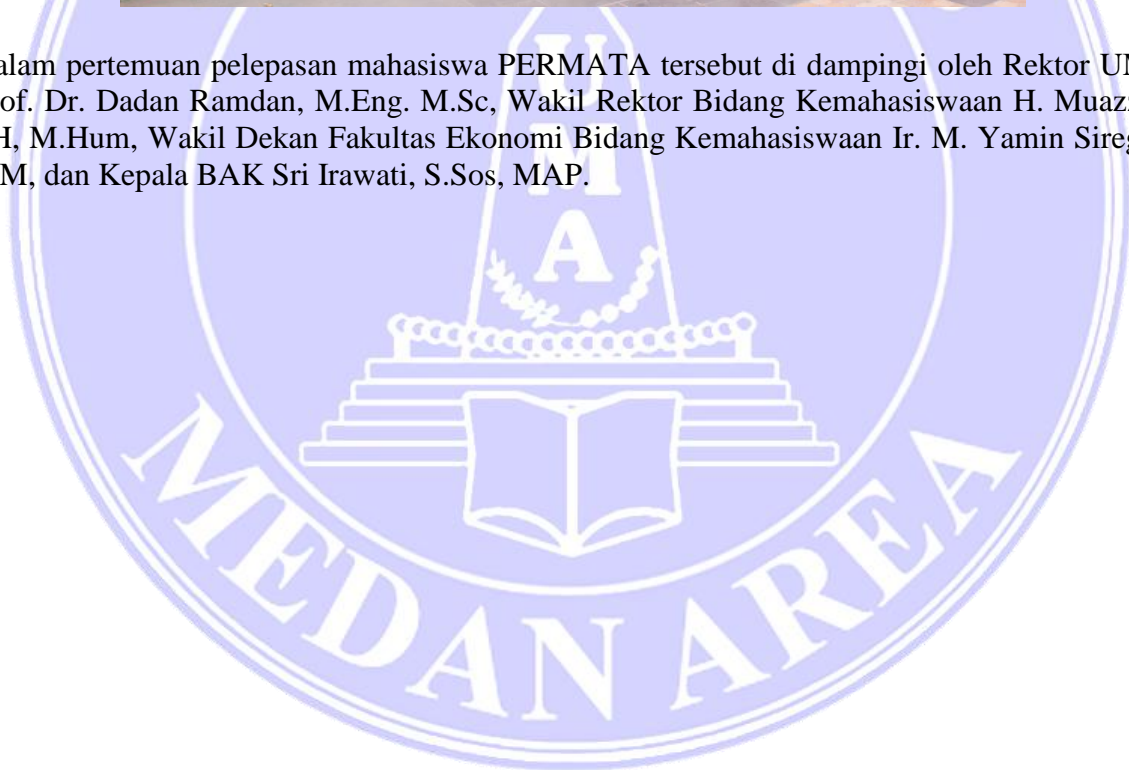 alam pertemuan pelepasan mahasiswa PERMATA tersebut di dampingi oleh Rektor UM
of. Dr. Dadan Ramdan, M.Eng. M.Sc, Wakil Rektor Bidang Kemahasiswaan H. Muazz
H, M.Hum, Wakil Dekan Fakultas Ekonomi Bidang Kemahasiswaan Ir. M. Yamin Sireg
M, dan Kepala BAK Sri Irawati, S.Sos, MAP.
U
M
A
MEDAN AREA